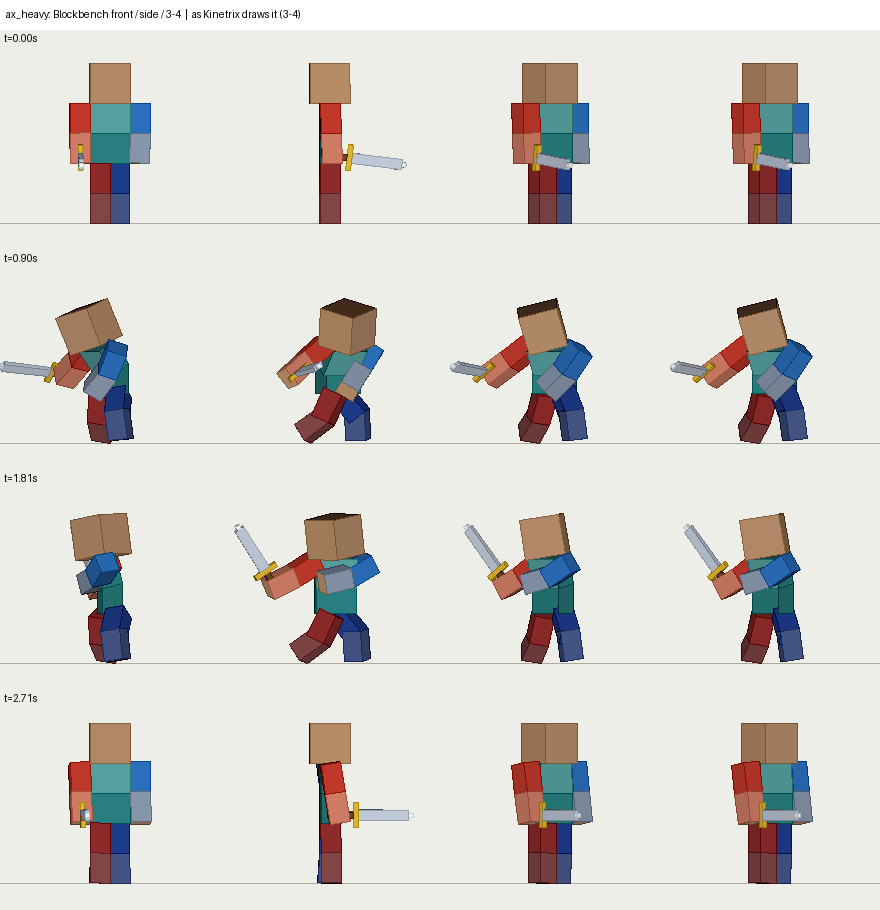 ax_heavy: Blockbench front / side / 3-4 | as Kinetrix draws it (3-4)
t=0.00s
t=0.90s
t=1.81s
t=2.71s